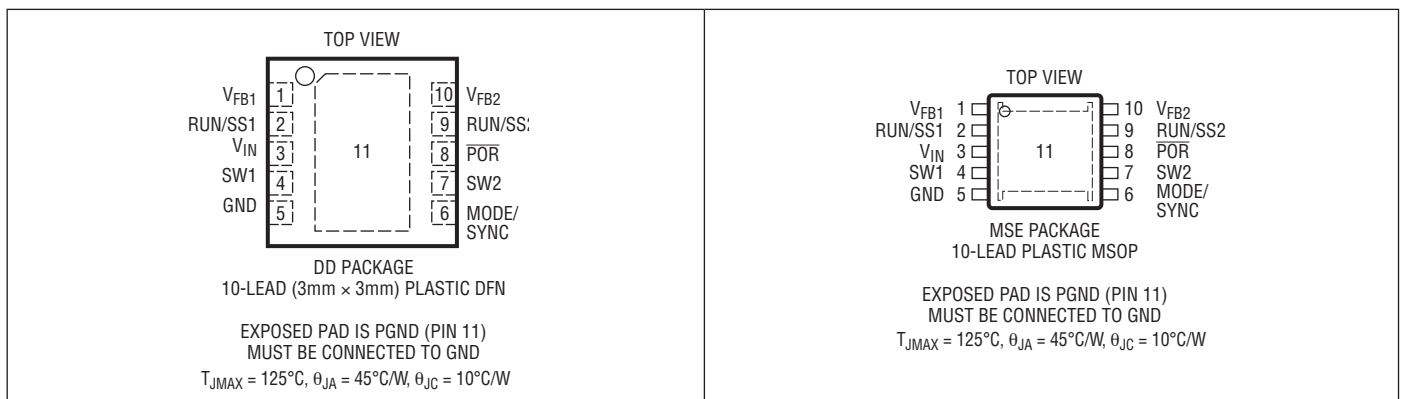 TOP VIEW
VFB1 1
RUN/SS1 2
VIN 3
SW1 4
GND 5
11
10 VFB2
9 RUN/SS2
8 POR
7 SW2
6 MODE/
SYNC
DD PACKAGE
10-LEAD (3mm × 3mm) PLASTIC DFN
EXPOSED PAD IS PGND (PIN 11)
MUST BE CONNECTED TO GND
TJMAX = 125°C, θJA = 45°C/W, θJC = 10°C/W
TOP VIEW
VFB1 1
RUN/SS1 2
VIN 3
SW1 4
GND 5
11
10 VFB2
9 RUN/SS2
8 POR
7 SW2
6 MODE/
SYNC
MSE PACKAGE
10-LEAD PLASTIC MSOP
EXPOSED PAD IS PGND (PIN 11)
MUST BE CONNECTED TO GND
TJMAX = 125°C, θJA = 45°C/W, θJC = 10°C/W